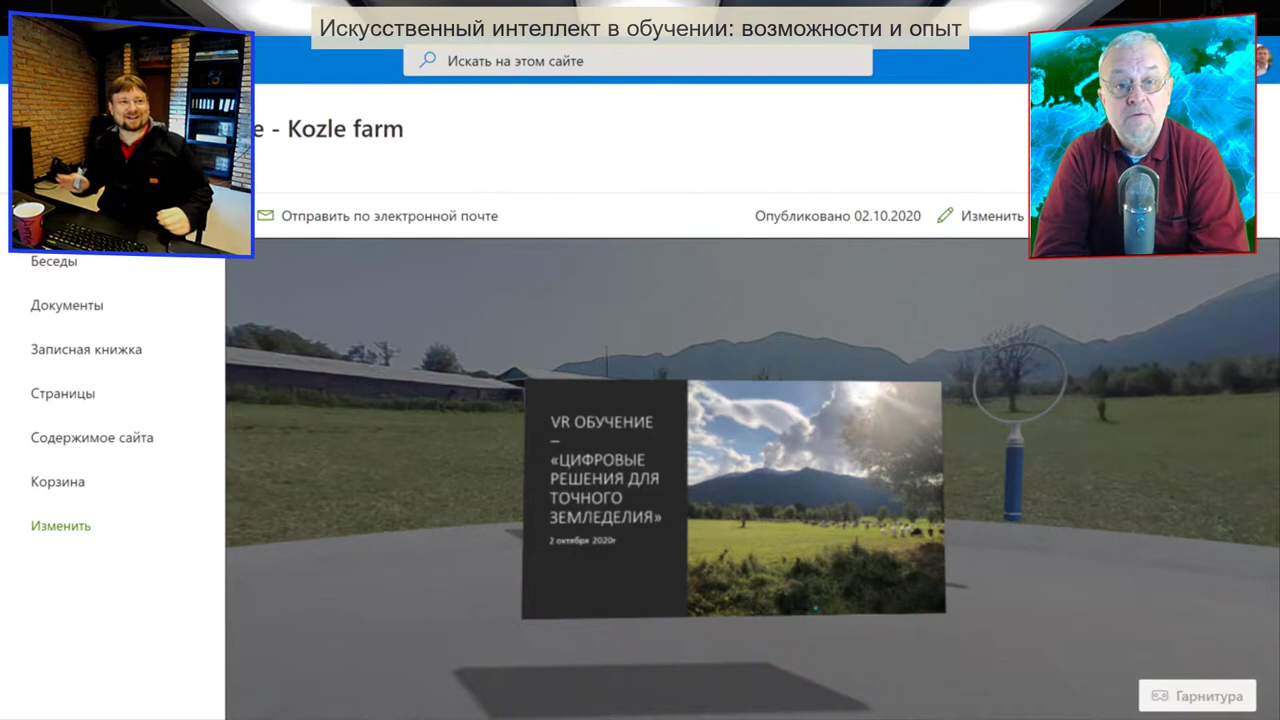 Искусственный интеллект в обучении: возможности и опыт
Искать на этом сайте
e - Kozle farm
Отправить по электронной почте
Опубликовано 02.10.2020
Изменить
Беседы
Документы
Записная книжка
Страницы
Содержимое сайта
Корзина
Изменить
VR ОБУЧЕНИЕ
–
«ЦИФРОВЫЕ
РЕШЕНИЯ ДЛЯ
ТОЧНОГО
ЗЕМЛЕДЕЛИЯ»
2 октября 2020г
Гарнитура